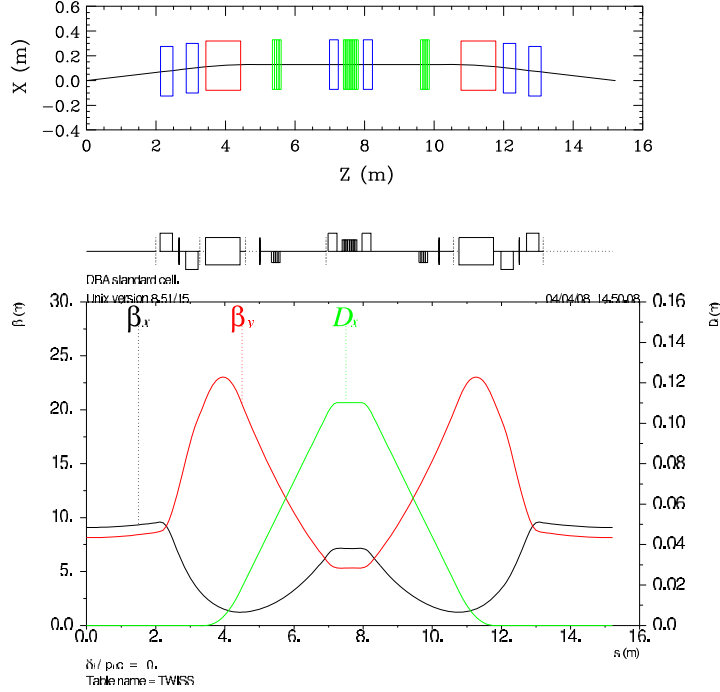 X (m)
0.6
0.4
0.2
0.0
-0.2
-0.4
0 2 4 6 8 10 12 14 16
Z (m)
DBA standard cell.
Unix version 8.51/15. 04/04/08 14.50.08
β (m)
D (m)
βx βy Dx
30.
25.
20.
15.
10.
5.
0.0
0.16
0.14
0.12
0.10
0.08
0.06
0.04
0.02
0.0
0.0 2. 4. 6. 8. 10. 12. 14. 16.
s (m)
/ p c = 0.
Table name = TWISS